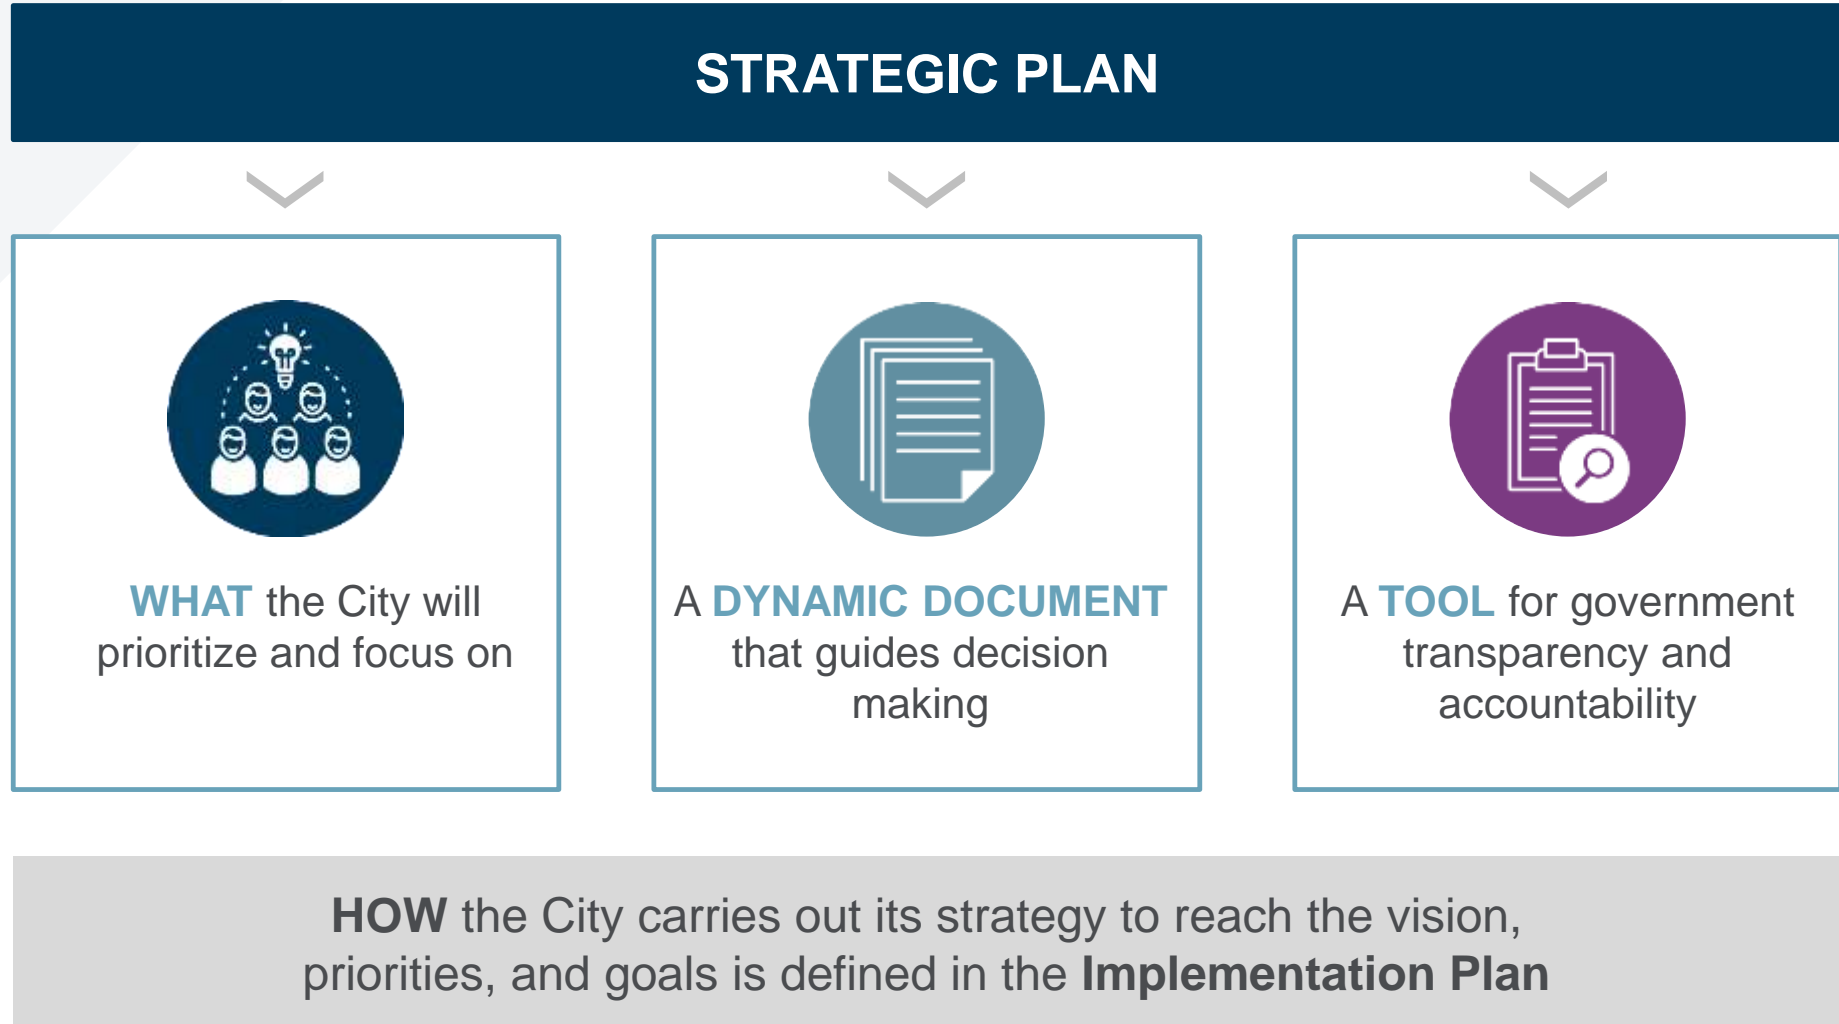 STRATEGIC PLAN
WHAT the City will
prioritize and focus on
A DYNAMIC DOCUMENT
that guides decision
making
A TOOL for government
transparency and
accountability
HOW the City carries out its strategy to reach the vision,
priorities, and goals is defined in the Implementation Plan